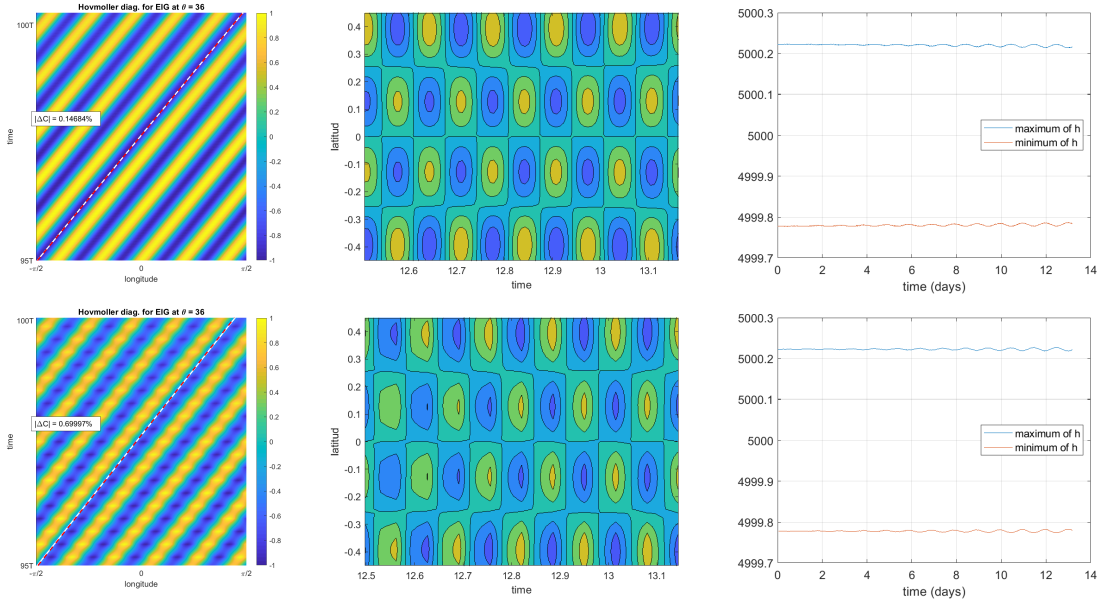 Hovmoller diag. for EIG at θ = 36
100T
95T
time
|ΔC| = 0.14684%
−π/2
0
π/2
longitude
1
0.8
0.6
0.4
0.2
0
-0.2
-0.4
-0.6
-0.8
-1
0.4
0.3
0.2
0.1
0
-0.1
-0.2
-0.3
-0.4
latitud
12.6
12.7
12.8
12.9
13
13.1
time
5000.3
5000.2
5000.1
5000
4999.9
4999.8
4999.7
maximum of h
minimum of h
0 2 4 6 8 10 12 14
time (days)
Hovmoller diag. for EIG at θ = 36
100T
95T
time
|ΔC| = 0.69997%
−π/2
0
π/2
longitude
1
0.8
0.6
0.4
0.2
0
-0.2
-0.4
-0.6
-0.8
-1
0.4
0.3
0.2
0.1
0
-0.1
-0.2
-0.3
-0.4
latitud
12.5
12.6
12.7
12.8
12.9
13
13.1
time
5000.3
5000.2
5000.1
5000
4999.9
4999.8
4999.7
maximum of h
minimum of h
0 2 4 6 8 10 12 14
time (days)